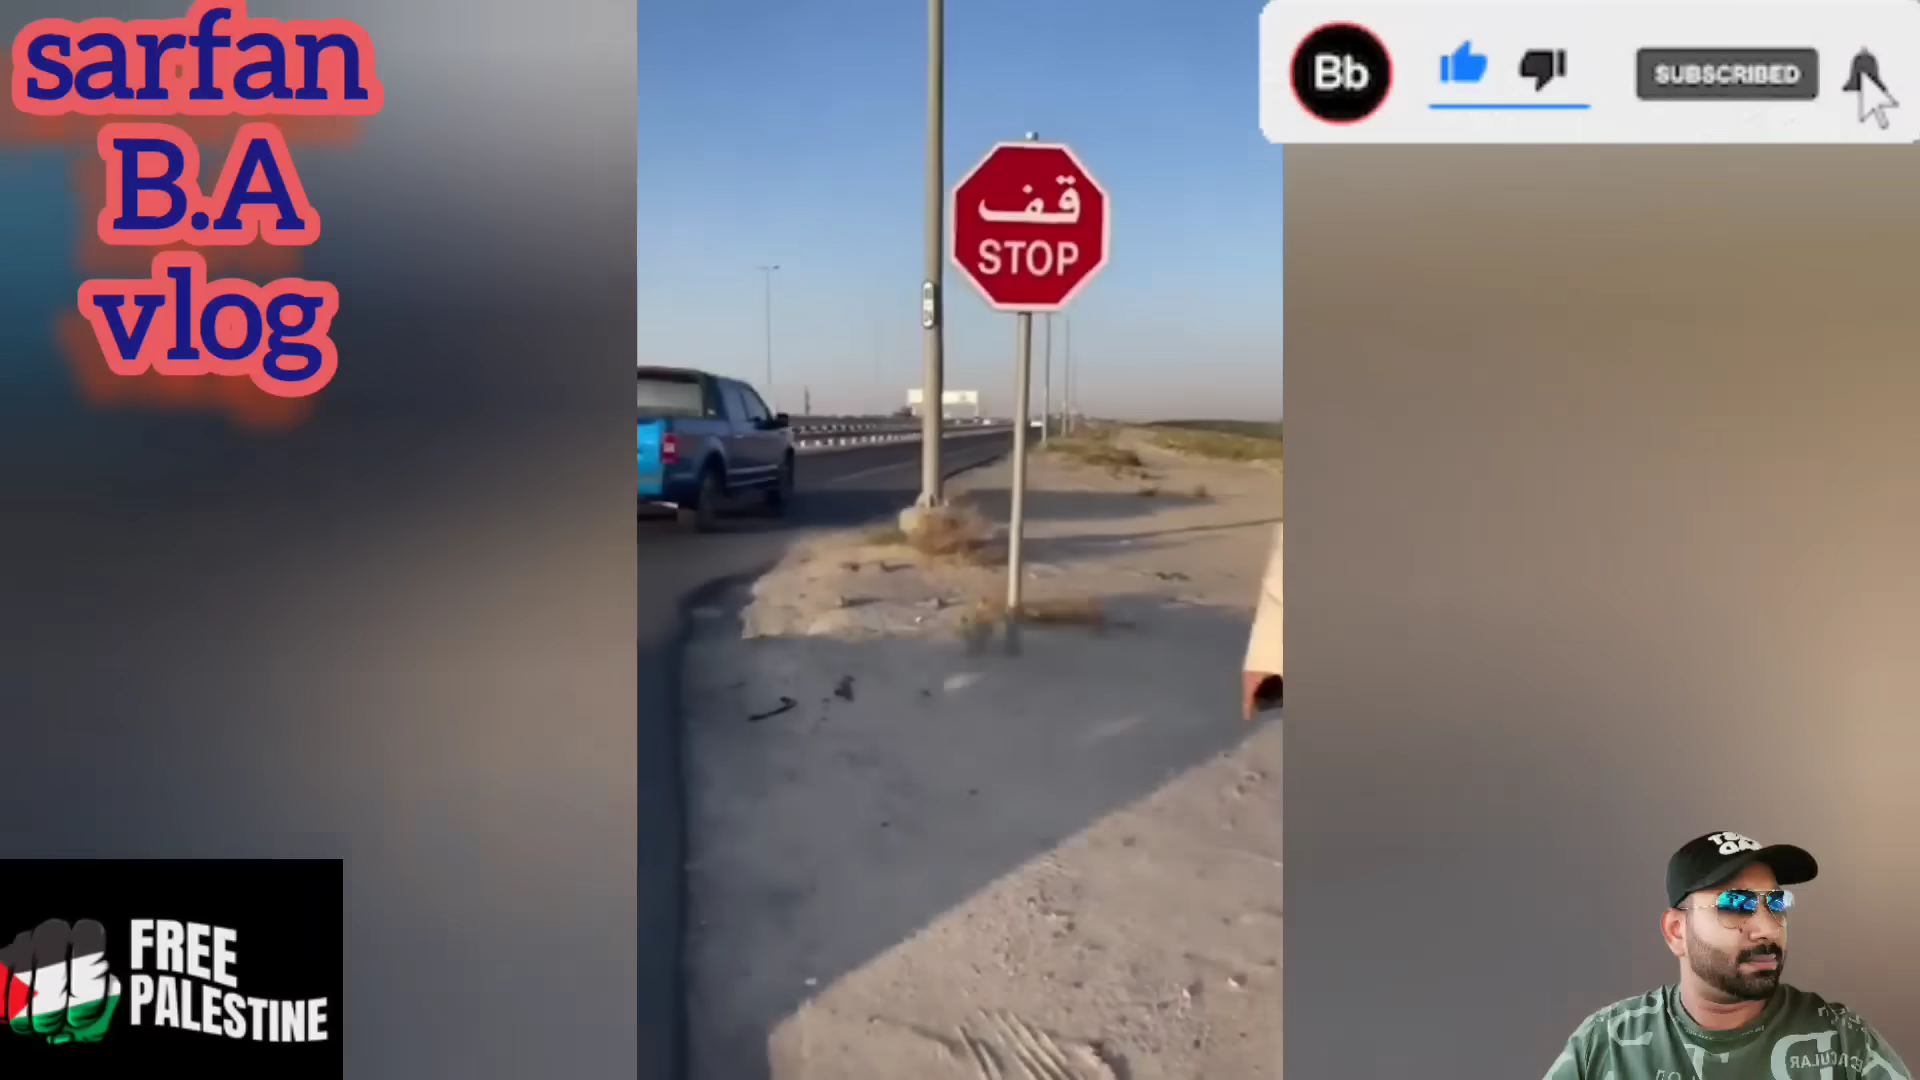 sarfan
B.A
vlog
Bb
SUBSCRIBED
قف
STOP
FREE
PALESTINE